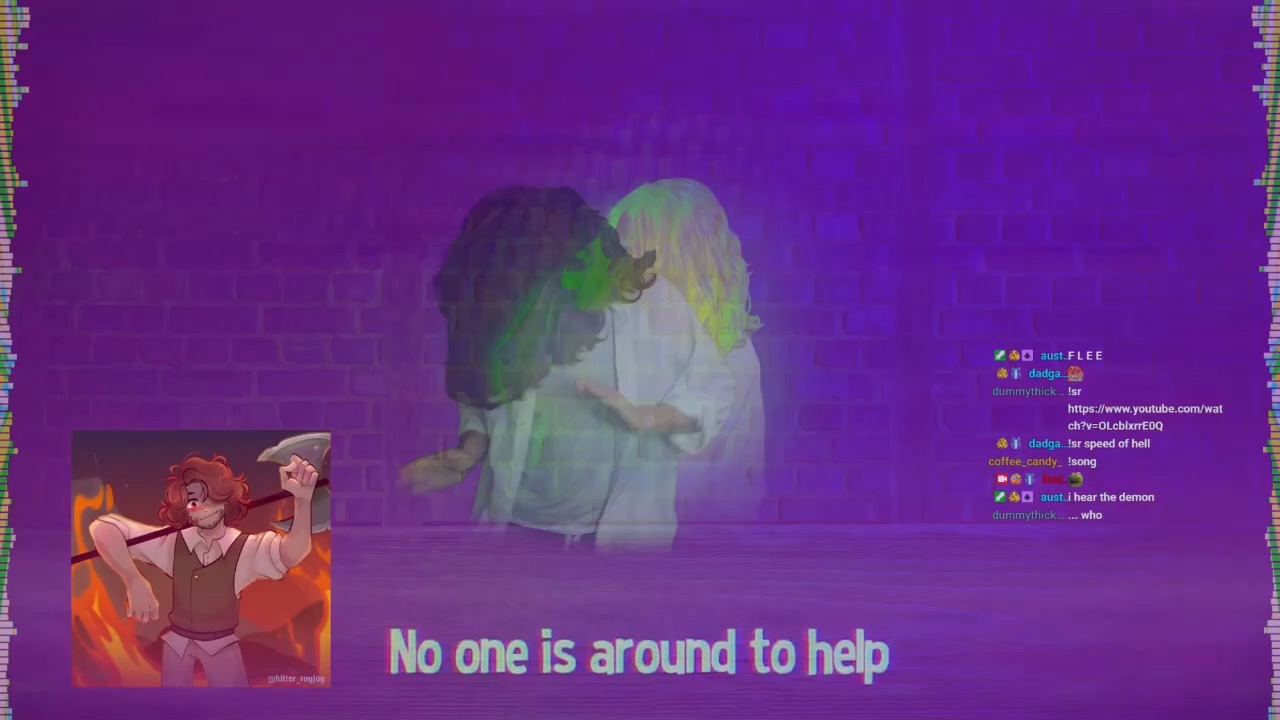 aust..F L E E
dadga..
dummythick... !sr
https://www.youtube.com/wat
ch?v=OLcblxrrE0Q
dadga..!sr speed of hell
coffee_candy_ !song
aust..i hear the demon
dummythick... ... who
@bitter_royjoy
No one is around to help